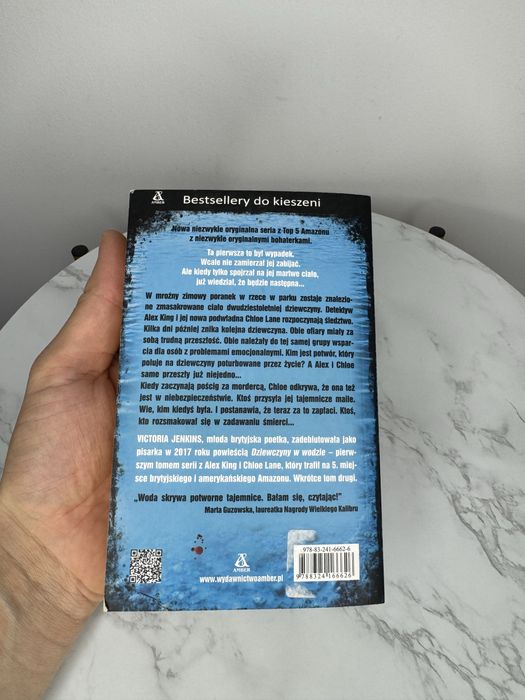 AMBER
Bestsellery do kieszeni
Nowa niezwykle oryginalna seria z Top 5 Amazonu
z niezwykle oryginalnymi bohaterkami.
Ta pierwsza to był wypadek.
Wcale nie zamierzał jej zabijać.
Ale kiedy tylko spojrzał na jej martwe ciało,
już wiedział, że będzie następna...
W mroźny zimowy poranek w rzece w parku zostaje znalezio-
ne zmasakrowane ciało dwudziestoletniej dziewczyny. Detektyw
Alex King i jej nowa podwładna Chloe Lane rozpoczynają śledztwo.
Kilka dni później znika kolejna dziewczyna. Obie ofiary miały za
sobą trudną przeszłość. Obie należały do tej samej grupy wspar-
cia dla osób z problemami emocjonalnymi. Kim jest potwór, który
poluje na dziewczyny poturbowane przez życie? A Alex i Chloe
same przeszły już niejedno...
Kiedy zaczynają pościg za mordercą, Chloe odkrywa, że ona też
jest w niebezpieczeństwie. Ktoś przysyła jej tajemnicze maile.
Wie, kim kiedyś była. I postanawia, że teraz za to zapłaci. Ktoś,
kto rozsmakował się w zadawaniu śmierci...
VICTORIA JENKINS, młoda brytyjska poetka, zadebiutowała jako
pisarka w 2017 roku powieścią Dziewczyny w wodzie – pierw-
szym tomem serii z Alex King i Chloe Lane, który trafił na 5. miej-
sce brytyjskiego i amerykańskiego Amazonu. Wkrótce tom drugi.
„Woda skrywa potworne tajemnice. Bałam się, czytając!”
Marta Guzowska, laureatka Nagrody Wielkiego Kalibru
AMBER
www.wydawnictwoamber.pl
978-83-241-6662-6
9788324166626